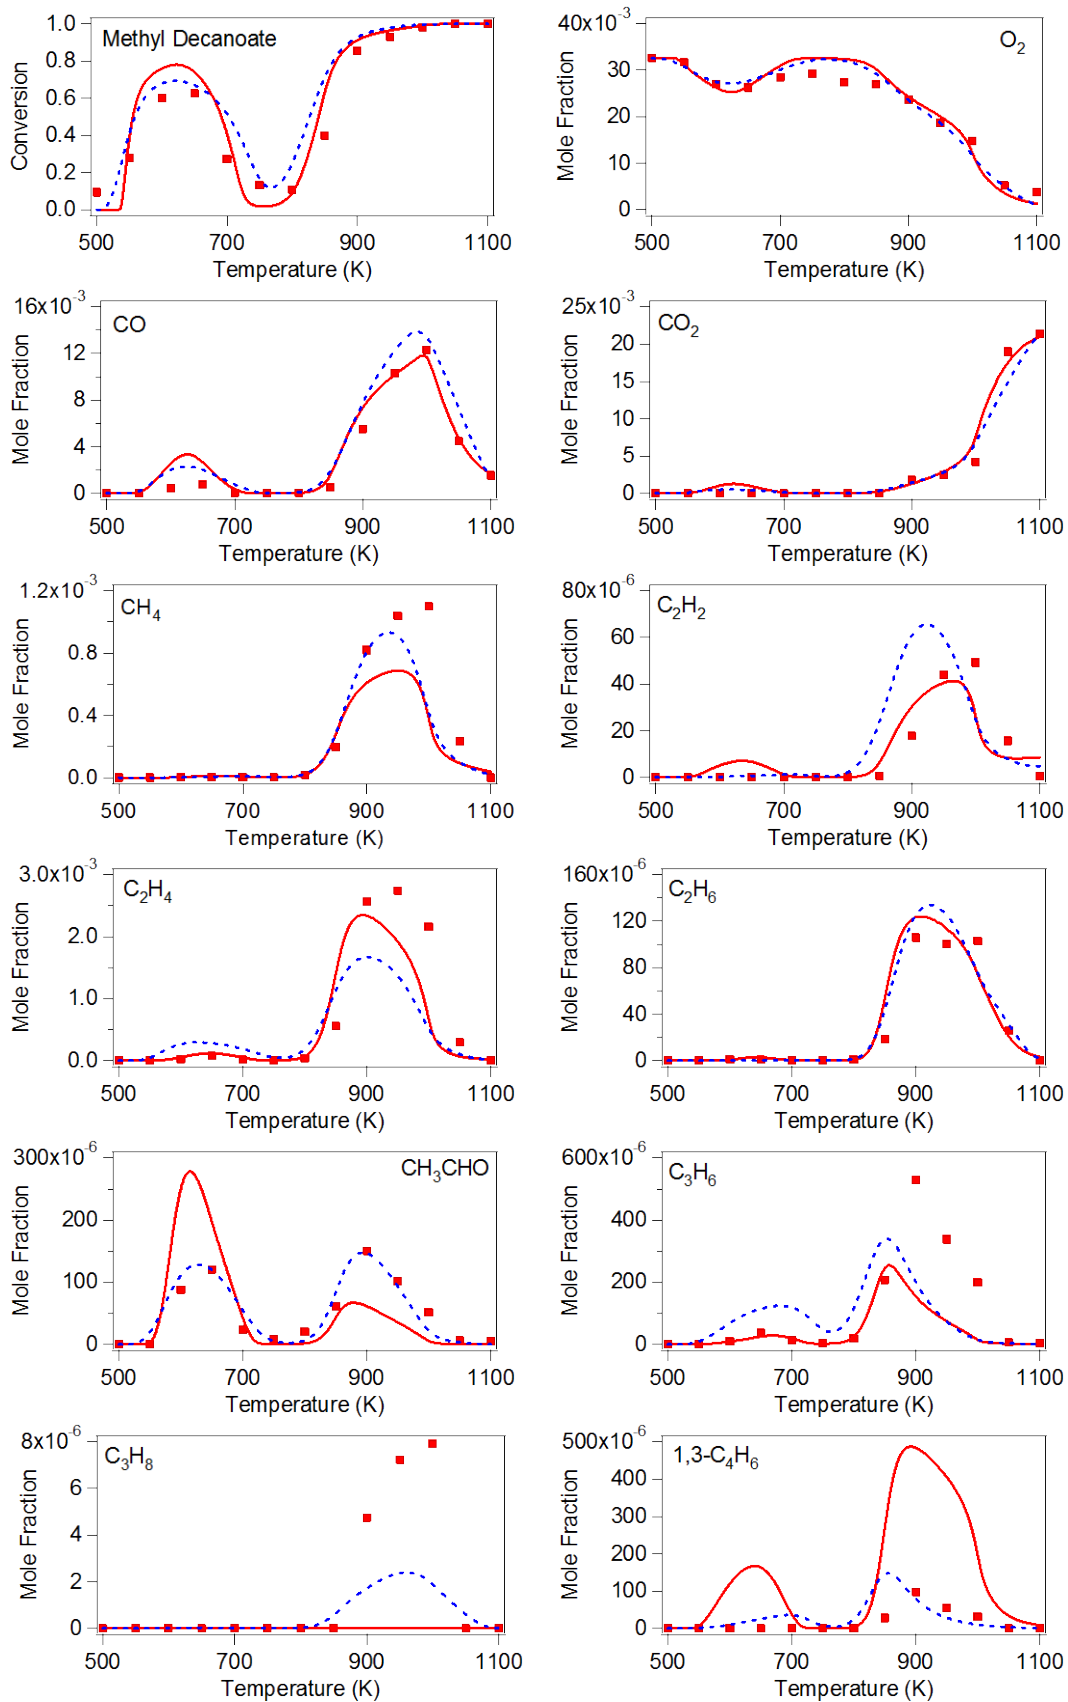 Methyl Decanoate
Conversion
1.0
0.8
0.6
0.4
0.2
0.0
500 700 900 1100
Temperature (K)
O2
Mole Fraction
40x10-3
30
20
10
0
500 700 900 1100
Temperature (K)
CO
Mole Fraction
16x10-3
12
8
4
0
500 700 900 1100
Temperature (K)
CO2
Mole Fraction
25x10-3
20
15
10
5
0
500 700 900 1100
Temperature (K)
CH4
Mole Fraction
1.2x10-3
0.8
0.4
0.0
500 700 900 1100
Temperature (K)
C2H2
Mole Fraction
80x10-6
60
40
20
0
500 700 900 1100
Temperature (K)
C2H4
Mole Fraction
3.0x10-3
2.0
1.0
0.0
500 700 900 1100
Temperature (K)
C2H6
Mole Fraction
160x10-6
120
80
40
0
500 700 900 1100
Temperature (K)
CH3CHO
Mole Fraction
300x10-6
200
100
0
500 700 900 1100
Temperature (K)
C3H6
Mole Fraction
600x10-6
400
200
0
500 700 900 1100
Temperature (K)
C3H8
Mole Fraction
8x10-6
6
4
2
0
500 700 900 1100
Temperature (K)
1,3-C4H6
Mole Fraction
500x10-6
400
300
200
100
0
500 700 900 1100
Temperature (K)